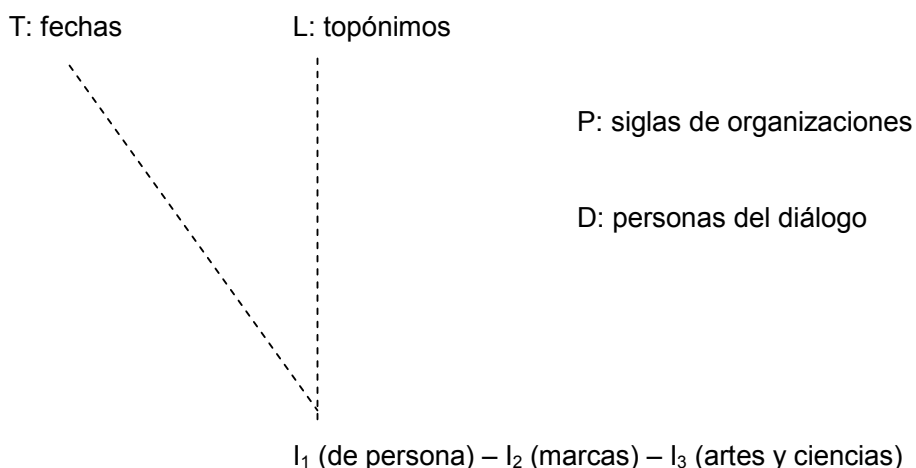 T: fechas L: topónimos
P: siglas de organizaciones
D: personas del diálogo
I₁ (de persona) – I₂ (marcas) – I₃ (artes y ciencias)